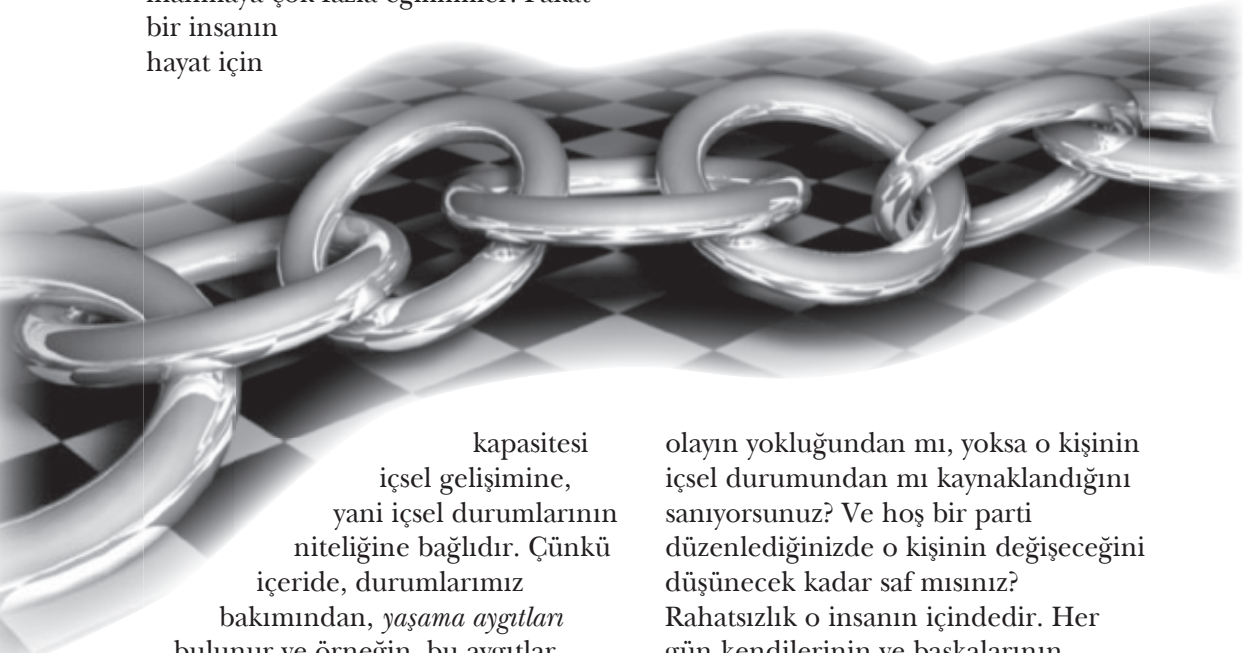 bir insanın
hayat için
kapasitesi
içsel gelişimine,
yani içsel durumlarının
niteliğine bağlıdır. Çünkü
içeride, durumlarımız
bakımından, yaşama aygıtları
bulunur ve örneğin, bu aygıtlar
olayın yokluğundan mı, yoksa o kişinin
içsel durumundan mı kaynaklandığını
sanıyorsunuz? Ve hoş bir parti
düzenlediğinizde o kişinin değişeceğini
düşünecek kadar saf mısınız?
Rahatsızlık o insanın içindedir. Her
gün kendilerinin ve başkalarının